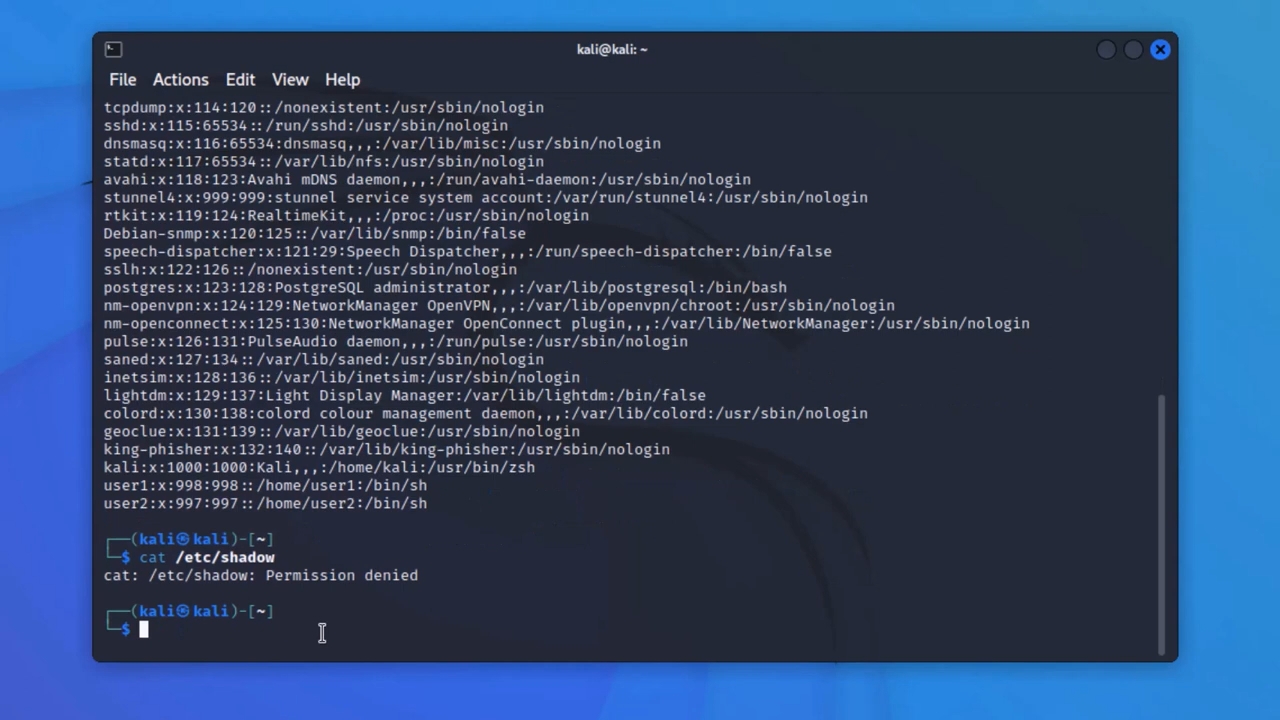 kali@kali: ~
File Actions Edit View Help
tcpdump:x:114:120::/nonexistent:/usr/sbin/nologin
sshd:x:115:65534::/run/sshd:/usr/sbin/nologin
dnsmasq:x:116:65534:dnsmasq,,,:/var/lib/misc:/usr/sbin/nologin
statd:x:117:65534::/var/lib/nfs:/usr/sbin/nologin
avahi:x:118:123:Avahi mDNS daemon,,,:/run/avahi-daemon:/usr/sbin/nologin
stunnel4:x:999:999:stunnel service system account:/var/run/stunnel4:/usr/sbin/nologin
rtkit:x:119:124:RealtimeKit,,,:/proc:/usr/sbin/nologin
Debian-snmp:x:120:125::/var/lib/snmp:/bin/false
speech-dispatcher:x:121:29:Speech Dispatcher,,,:/run/speech-dispatcher:/bin/false
sslh:x:122:126::/nonexistent:/usr/sbin/nologin
postgres:x:123:128:PostgreSQL administrator,,,:/var/lib/postgresql:/bin/bash
nm-openvpn:x:124:129:NetworkManager OpenVPN,,,:/var/lib/openvpn/chroot:/usr/sbin/nologin
nm-openconnect:x:125:130:NetworkManager OpenConnect plugin,,,:/var/lib/NetworkManager:/usr/sbin/nologin
pulse:x:126:131:PulseAudio daemon,,,:/run/pulse:/usr/sbin/nologin
saned:x:127:134::/var/lib/saned:/usr/sbin/nologin
inetsim:x:128:136::/var/lib/inetsim:/usr/sbin/nologin
lightdm:x:129:137:Light Display Manager:/var/lib/lightdm:/bin/false
colord:x:130:138:colord colour management daemon,,,:/var/lib/colord:/usr/sbin/nologin
geoclue:x:131:139::/var/lib/geoclue:/usr/sbin/nologin
king-phisher:x:132:140::/var/lib/king-phisher:/usr/sbin/nologin
kali:x:1000:1000:Kali,,,:/home/kali:/usr/bin/zsh
user1:x:998:998::/home/user1:/bin/sh
user2:x:997:997::/home/user2:/bin/sh
┌──(kali㉿kali)-[~]
└─$ cat /etc/shadow
cat: /etc/shadow: Permission denied
┌──(kali㉿kali)-[~]
└─$